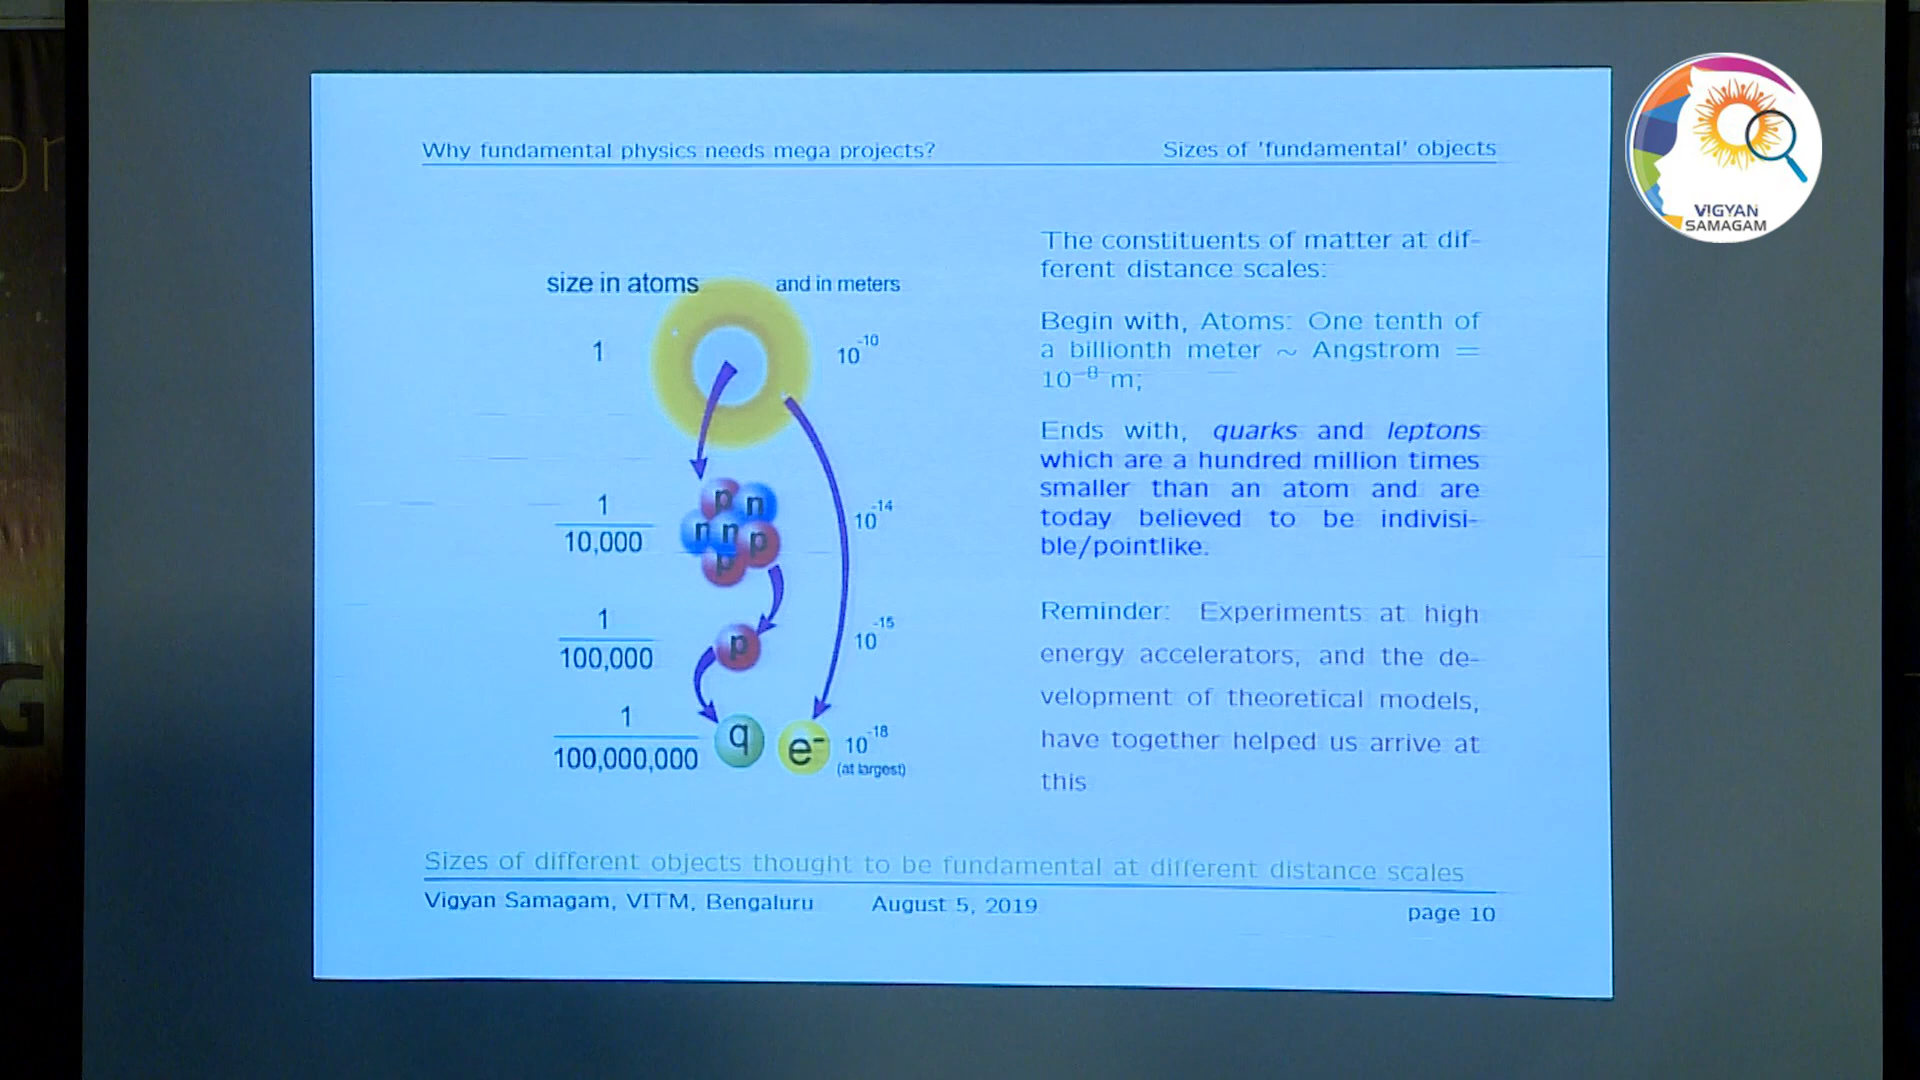 Why fundamental physics needs mega projects?
Sizes of 'fundamental' objects
size in atoms
and in meters
1
10⁻¹⁰
1
10,000
p n
n n p
p
10⁻¹⁴
1
100,000
p
10⁻¹⁵
1
100,000,000
q
e⁻
10⁻¹⁸
(at largest)
The constituents of matter at dif-
ferent distance scales:
Begin with, Atoms: One tenth of
a billionth meter ~ Angstrom =
10⁻⁸ m;
Ends with, quarks and leptons
which are a hundred million times
smaller than an atom and are
today believed to be indivisi-
ble/pointlike.
Reminder: Experiments at high
energy accelerators, and the de-
velopment of theoretical models,
have together helped us arrive at
this
Sizes of different objects thought to be fundamental at different distance scales
Vigyan Samagam, VITM, Bengaluru
August 5, 2019
page 10
VIGYAN
SAMAGAM